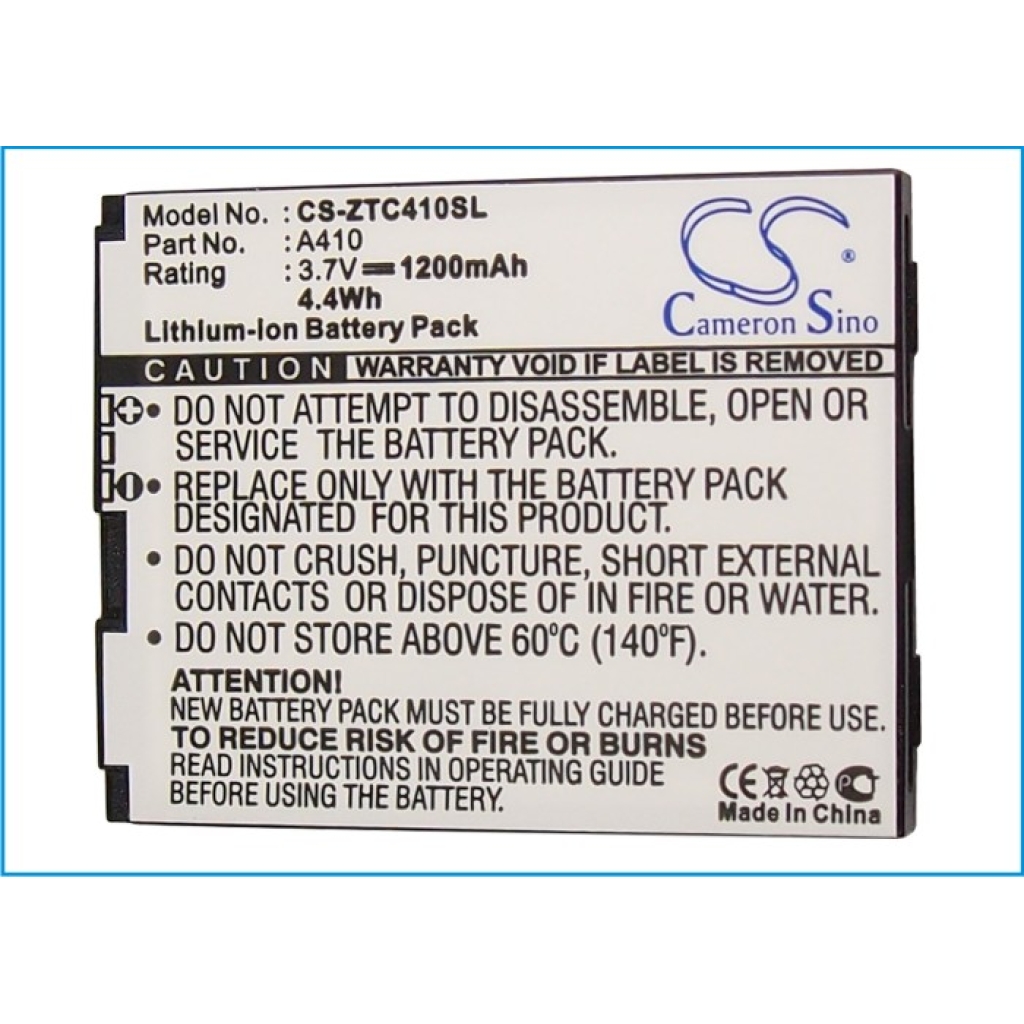 Model No. : CS-ZTC410SL
Part No. : A410
Rating : 3.7V⎓1200mAh
4.4Wh
Lithium-ion Battery Pack
CS®
Cameron Sino
CAUTION WARRANTY VOID IF LABEL IS REMOVED
• DO NOT ATTEMPT TO DISASSEMBLE, OPEN OR
SERVICE THE BATTERY PACK.
• REPLACE ONLY WITH THE BATTERY PACK
DESIGNATED FOR THIS PRODUCT.
• DO NOT CRUSH, PUNCTURE, SHORT EXTERNAL
CONTACTS OR DISPOSE OF IN FIRE OR WATER.
• DO NOT STORE ABOVE 60°C (140°F).
ATTENTION!
NEW BATTERY PACK MUST BE FULLY CHARGED BEFORE USE.
TO REDUCE RISK OF FIRE OR BURNS
READ INSTRUCTIONS IN OPERATING GUIDE
BEFORE USING THE BATTERY PACK.
CE
Made In China